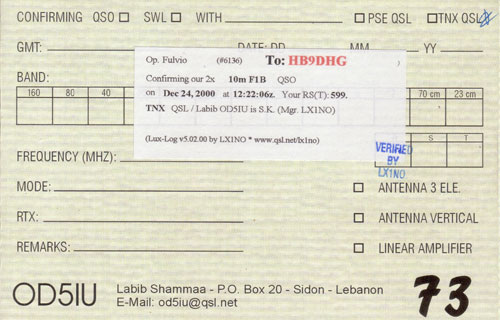 CONFIRMING QSO SWL WITH PSE QSL TNX QSL
GMT: DATE: DD MM YY
BAND:
160 80 40 70 cm 23 cm
Op. Fulvio (#6136) To: HB9DHG
Confirming our 2x 10m F1B QSO
on Dec 24, 2000 at 12:22:06z. Your RS(T): 599.
TNX QSL / Labib OD5IU is S.K. (Mgr. LX1NO)
(Lux-Log v5.02.00 by LX1NO * www.qsl.net/lx1no)
S T
VERIFIED
BY
LX1NO
FREQUENCY (MHZ):
MODE: ANTENNA 3 ELE.
RTX: ANTENNA VERTICAL
REMARKS: LINEAR AMPLIFIER
OD5IU Labib Shammaa - P.O. Box 20 - Sidon - Lebanon
E-Mail: od5iu@qsl.net
73